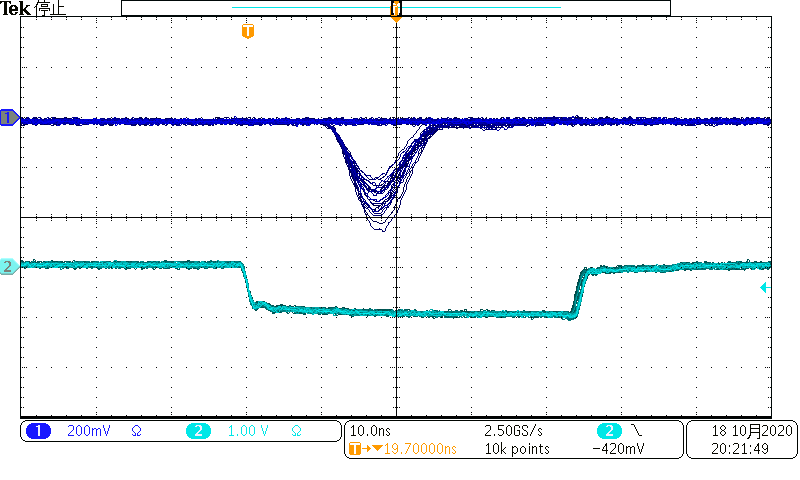 Tek 停止
T
1
2
1 200mV Ω 2 1.00 V Ω
10.0ns 2.50GS/s 2
T→▼19.70000ns 10k points −420mV
18 10月2020
20:21:49